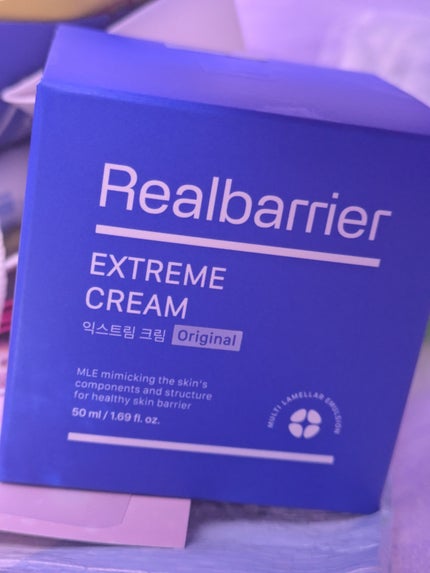 Realbarrier
EXTREME
CREAM
익스트림 크림 Original
MLE mimicking the skin's
components and structure
for healthy skin barrier
50 ml / 1.69 fl. oz.
MULTI LAMELLAR EMULSION